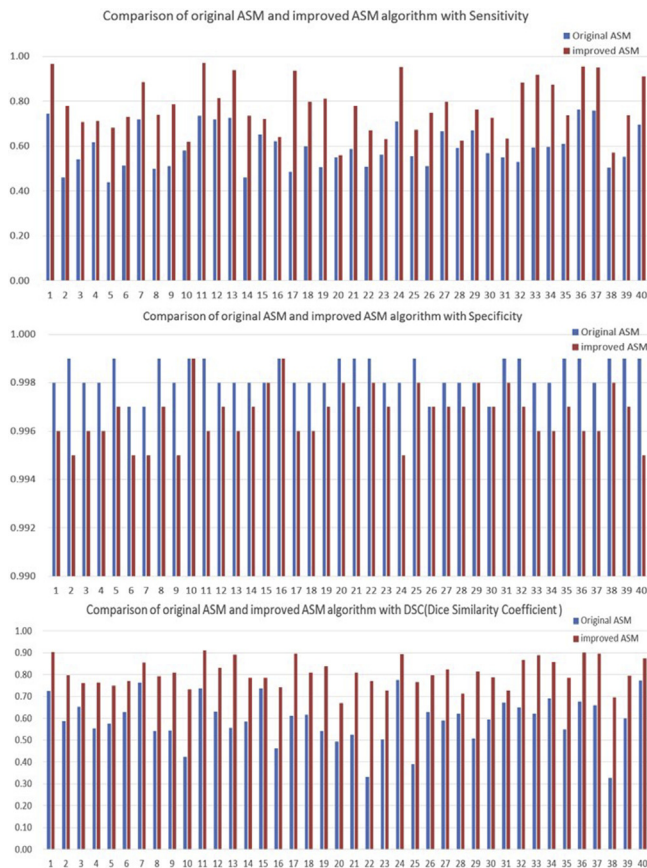 Comparison of original ASM and improved ASM algorithm with Sensitivity
Original ASM
improved ASM
1.00
0.80
0.60
0.40
0.20
0.00
1 2 3 4 5 6 7 8 9 10 11 12 13 14 15 16 17 18 19 20 21 22 23 24 25 26 27 28 29 30 31 32 33 34 35 36 37 38 39 40
Comparison of original ASM and improved ASM algorithm with Specificity
1.000
Original ASM
improved ASM
0.998
0.996
0.994
0.992
0.990
1 2 3 4 5 6 7 8 9 10 11 12 13 14 15 16 17 18 19 20 21 22 23 24 25 26 27 28 29 30 31 32 33 34 35 36 37 38 39 40
Comparison of original ASM and improved ASM algorithm with DSC(Dice Similarity Coefficient )
Original ASM
improved ASM
1.00
0.90
0.80
0.70
0.60
0.50
0.40
0.30
0.20
0.10
0.00
1 2 3 4 5 6 7 8 9 10 11 12 13 14 15 16 17 18 19 20 21 22 23 24 25 26 27 28 29 30 31 32 33 34 35 36 37 38 39 40